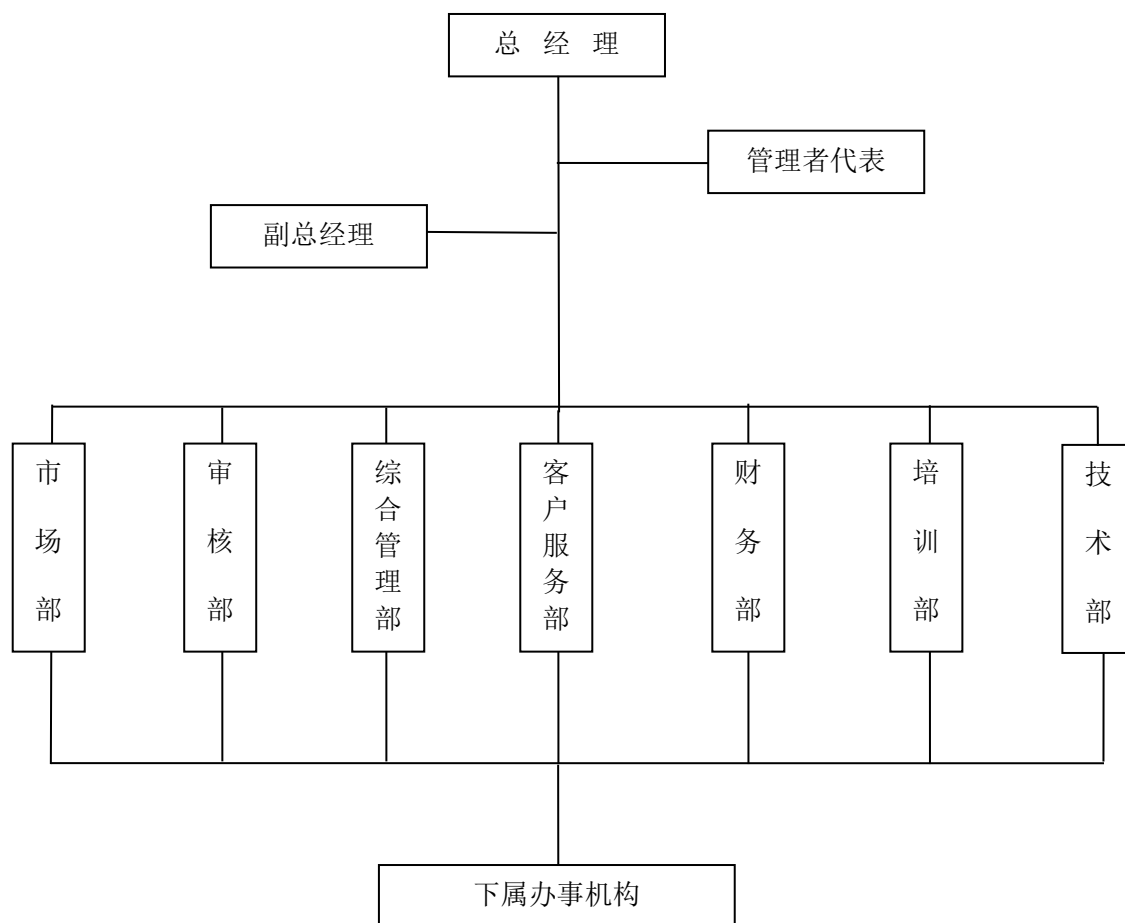 总 经 理
管理者代表
副总经理
市场部
审核部
综合管理部
客户服务部
财务部
培训部
技术部
下属办事机构